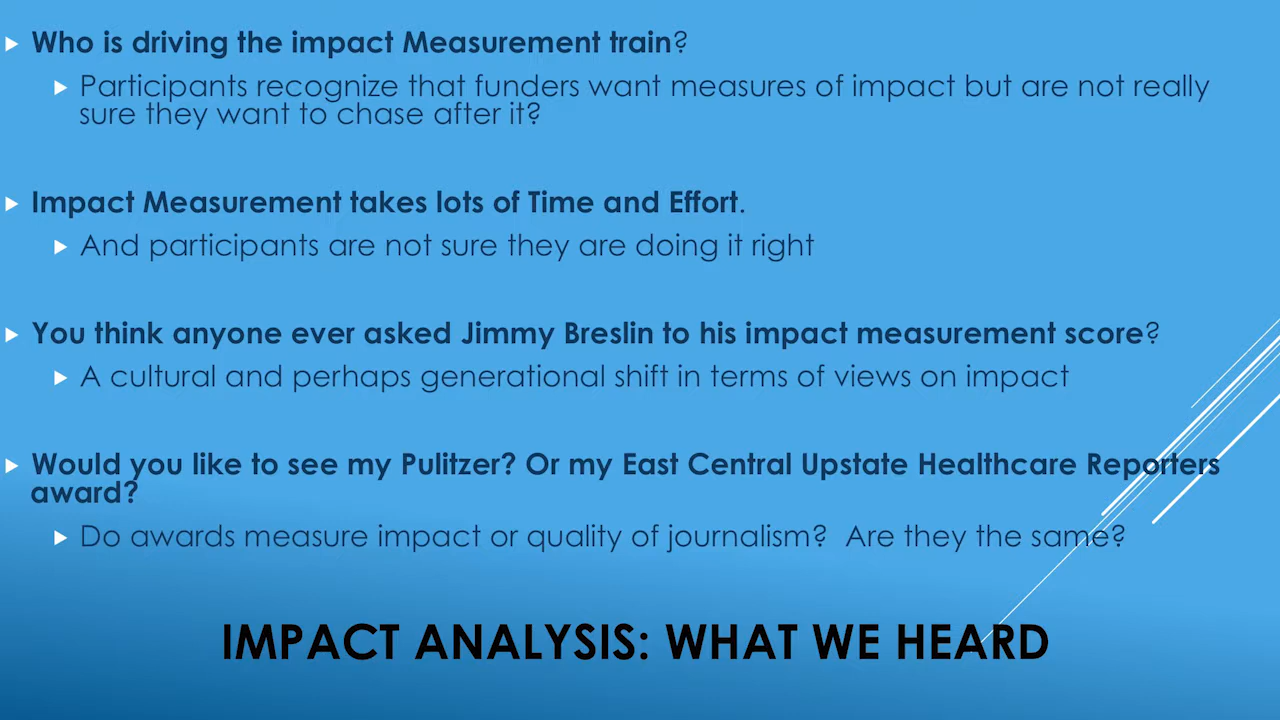 Who is driving the impact Measurement train?
Participants recognize that funders want measures of impact but are not really
sure they want to chase after it?
Impact Measurement takes lots of Time and Effort.
And participants are not sure they are doing it right
You think anyone ever asked Jimmy Breslin to his impact measurement score?
A cultural and perhaps generational shift in terms of views on impact
Would you like to see my Pulitzer? Or my East Central Upstate Healthcare Reporters
award?
Do awards measure impact or quality of journalism?  Are they the same?
IMPACT ANALYSIS: WHAT WE HEARD